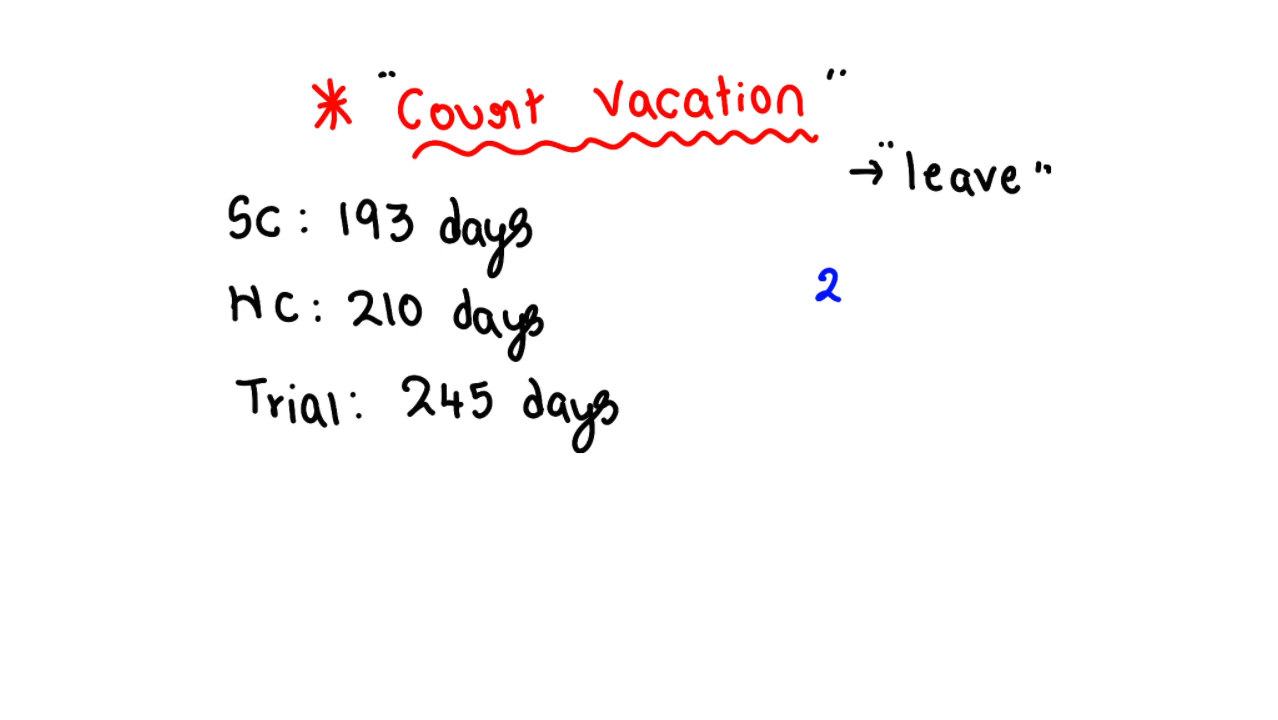 * "Court Vacation"
→ "leave"
SC: 193 days
2
HC: 210 days
Trial: 245 days